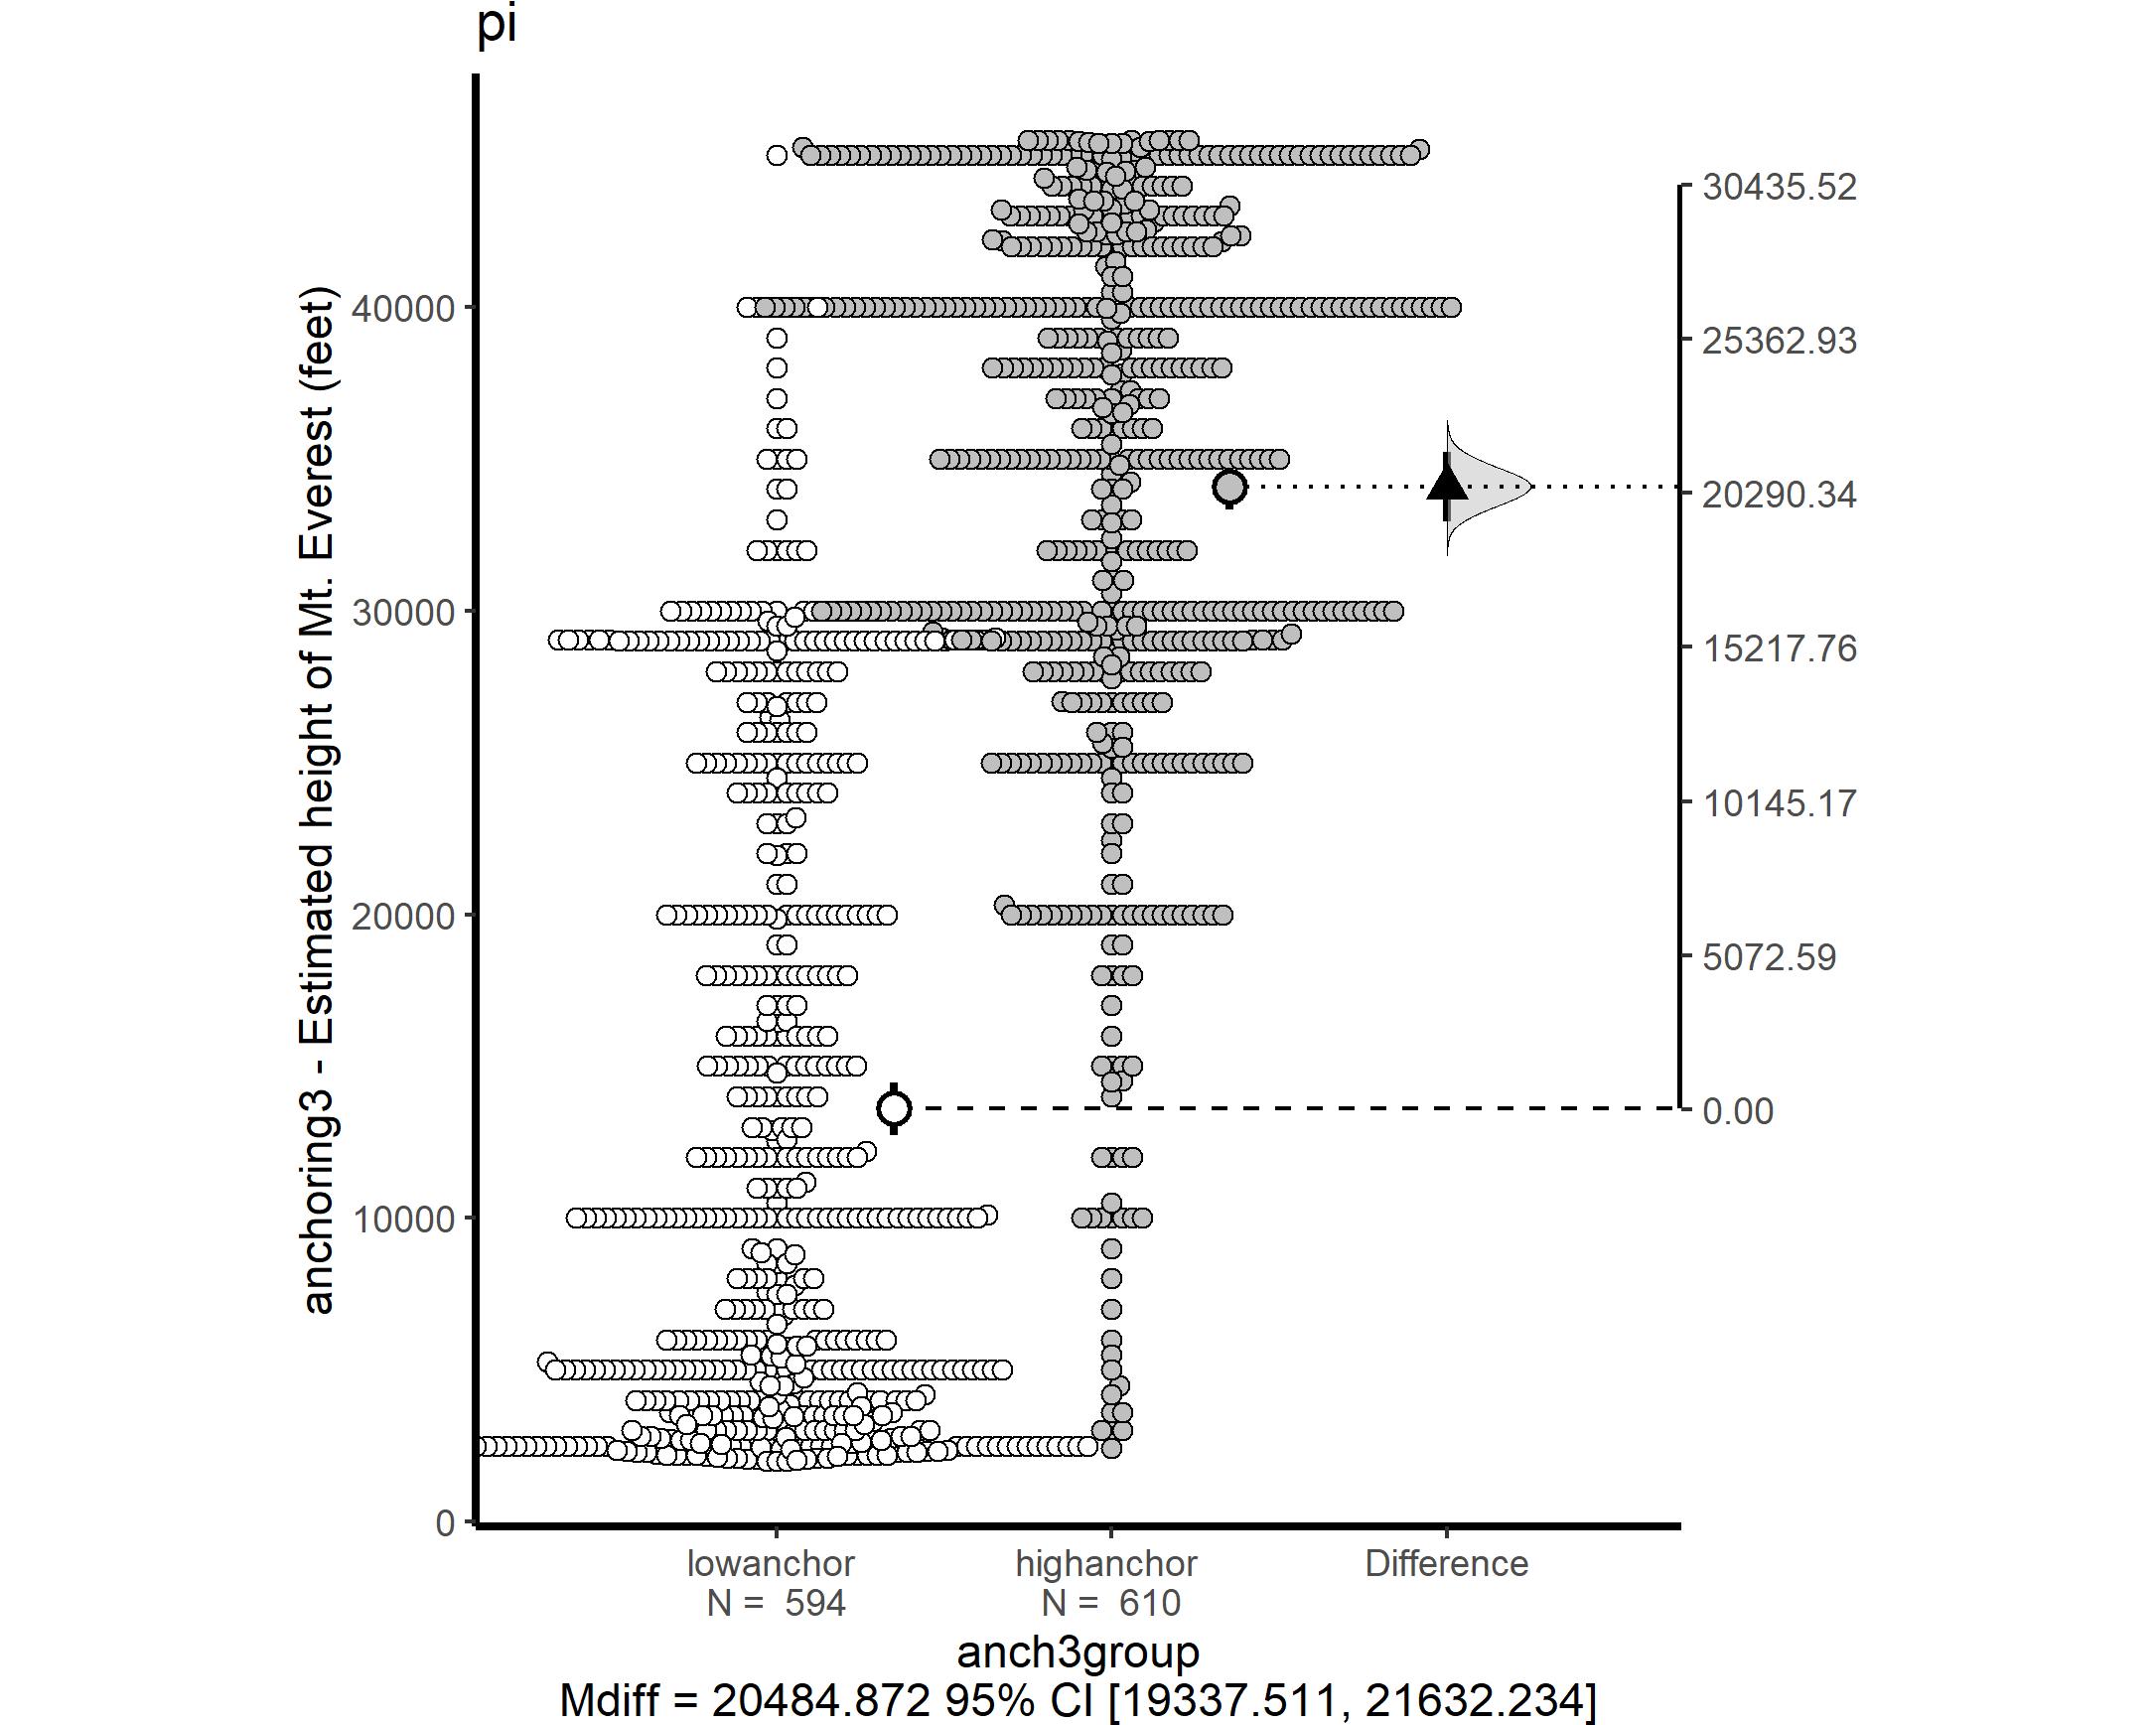 pi
anchoring3 - Estimated height of Mt. Everest (feet)
40000
30000
20000
10000
0
30435.52
25362.93
20290.34
15217.76
10145.17
5072.59
0.00
lowanchor
N =  594
highanchor
N =  610
Difference
anch3group
Mdiff = 20484.872 95% CI [19337.511, 21632.234]